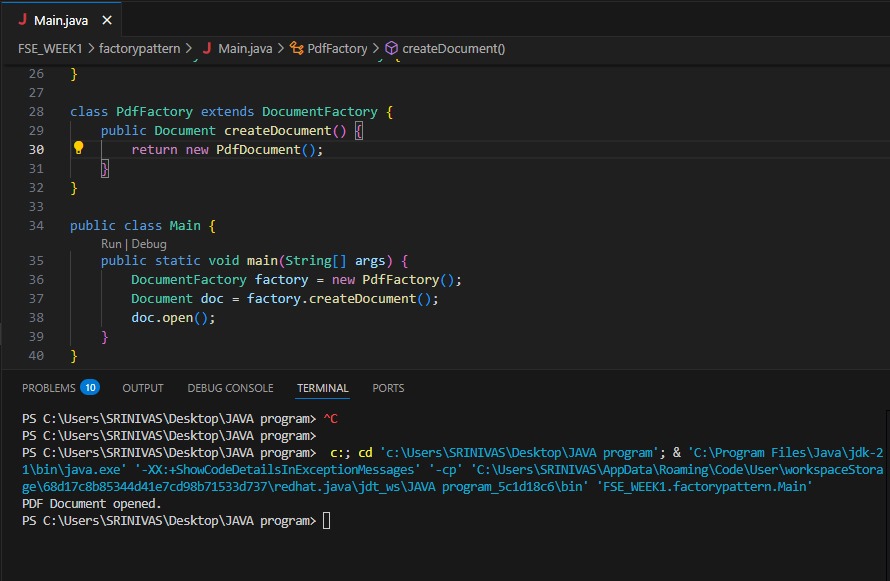 Main.java
FSE_WEEK1 > factorypattern > Main.java > PdfFactory > createDocument()
26 }
27
28 class PdfFactory extends DocumentFactory {
29 public Document createDocument() {
30 return new PdfDocument();
31 }
32 }
33
34 public class Main {
Run | Debug
35 public static void main(String[] args) {
36 DocumentFactory factory = new PdfFactory();
37 Document doc = factory.createDocument();
38 doc.open();
39 }
40 }
PROBLEMS 10 OUTPUT DEBUG CONSOLE TERMINAL PORTS
PS C:\Users\SRINIVAS\Desktop\JAVA program> ^C
PS C:\Users\SRINIVAS\Desktop\JAVA program>
PS C:\Users\SRINIVAS\Desktop\JAVA program>  c:; cd 'c:\Users\SRINIVAS\Desktop\JAVA program'; & 'C:\Program Files\Java\jdk-2
1\bin\java.exe' '-XX:+ShowCodeDetailsInExceptionMessages' '-cp' 'C:\Users\SRINIVAS\AppData\Roaming\Code\User\workspaceStora
ge\68d17c8b85344d41e7cd98b71533d737\redhat.java\jdt_ws\JAVA program_5c1d18c6\bin' 'FSE_WEEK1.factorypattern.Main'
PDF Document opened.
PS C:\Users\SRINIVAS\Desktop\JAVA program>